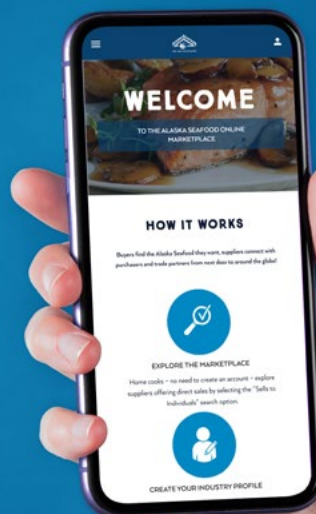 WELCOME
TO THE ALASKA SEAFOOD ONLINE
MARKETPLACE
HOW IT WORKS
Buyers find the Alaska Seafood they want, suppliers connect with
purchasers and trade partners from next door to around the globe!
EXPLORE THE MARKETPLACE
Home cooks – no need to create an account – explore
suppliers offering direct sales by selecting the "Sells to
Individuals" search option.
CREATE YOUR INDUSTRY PROFILE